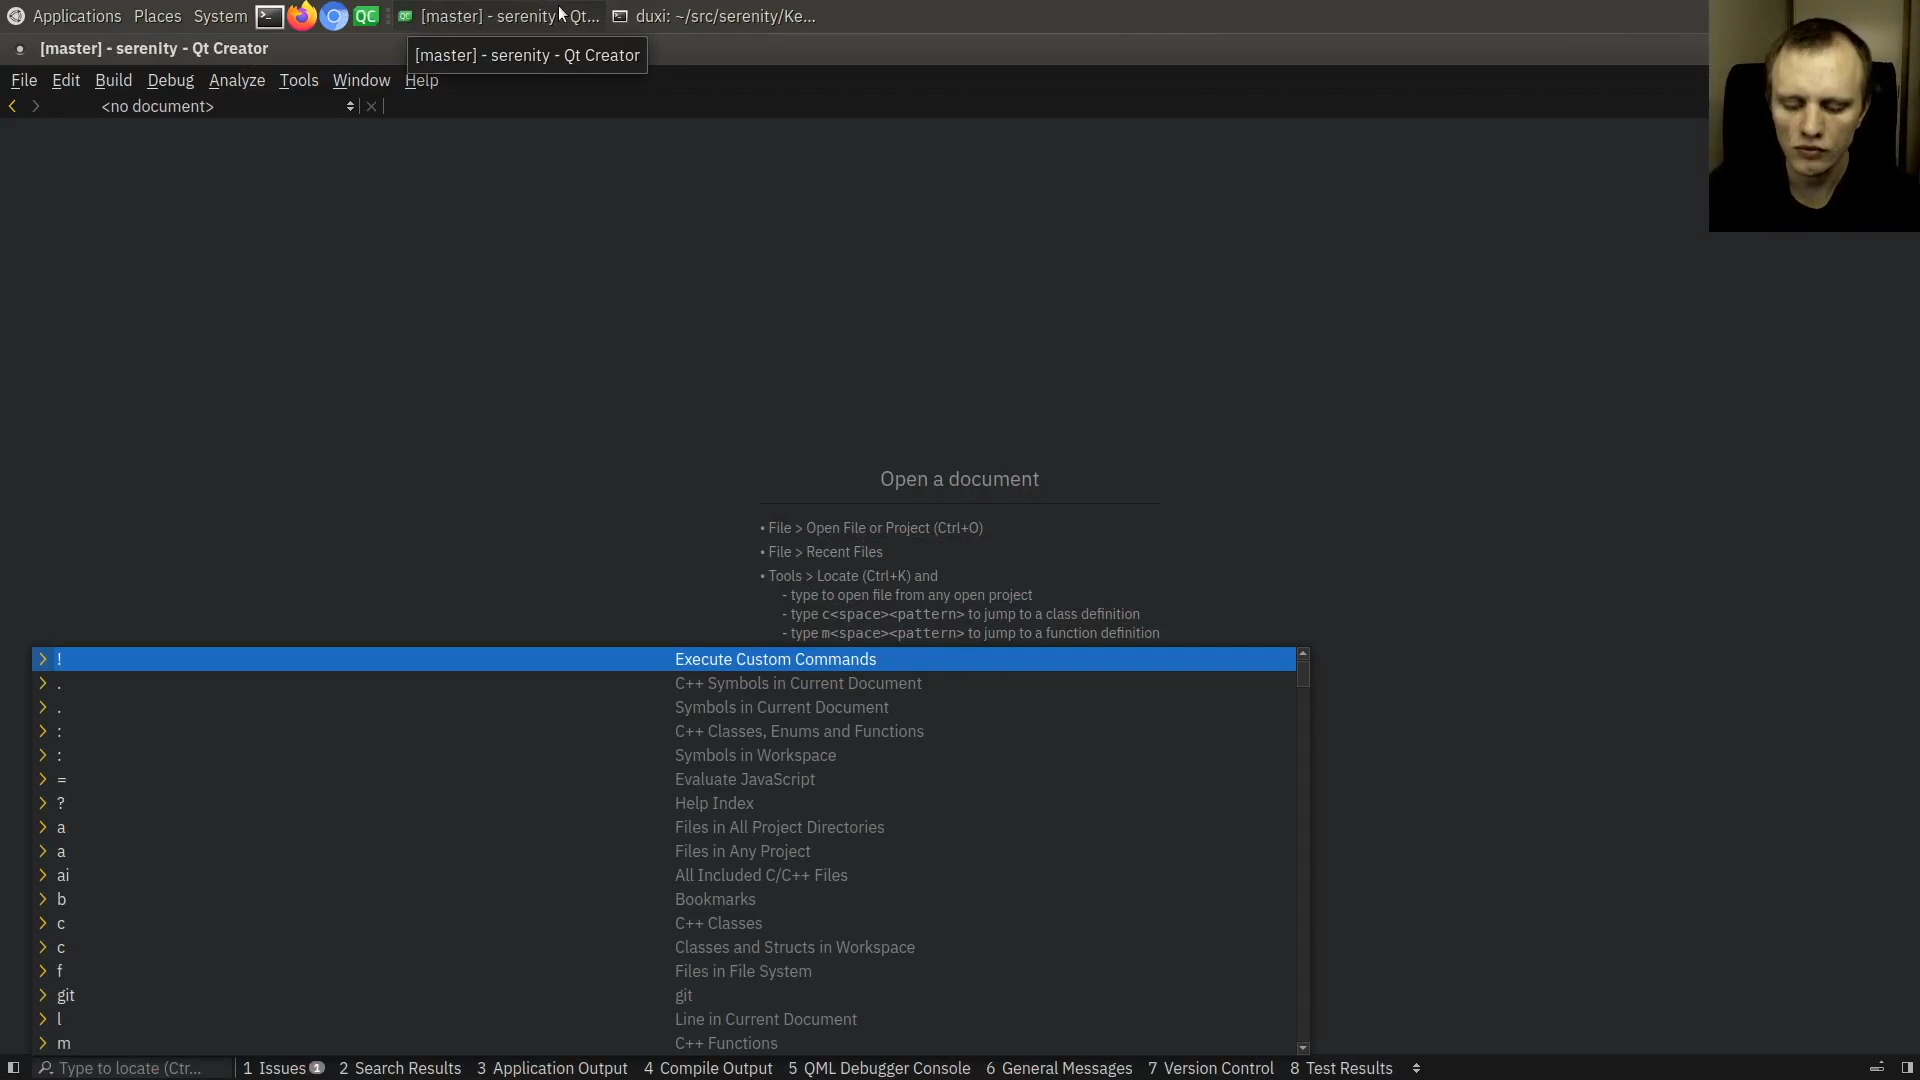 Applications Places System QC [master] - serenity - Qt... duxi: ~/src/serenity/Ke...
[master] - serenity - Qt Creator
[master] - serenity - Qt Creator
File Edit Build Debug Analyze Tools Window Help
<no document>
Open a document
• File > Open File or Project (Ctrl+O)
• File > Recent Files
• Tools > Locate (Ctrl+K) and
- type to open file from any open project
- type c<space><pattern> to jump to a class definition
- type m<space><pattern> to jump to a function definition
! Execute Custom Commands
. C++ Symbols in Current Document
. Symbols in Current Document
: C++ Classes, Enums and Functions
: Symbols in Workspace
= Evaluate JavaScript
? Help Index
a Files in All Project Directories
a Files in Any Project
ai All Included C/C++ Files
b Bookmarks
c C++ Classes
c Classes and Structs in Workspace
f Files in File System
git git
l Line in Current Document
m C++ Functions
Type to locate (Ctr... 1 Issues 1 2 Search Results 3 Application Output 4 Compile Output 5 QML Debugger Console 6 General Messages 7 Version Control 8 Test Results